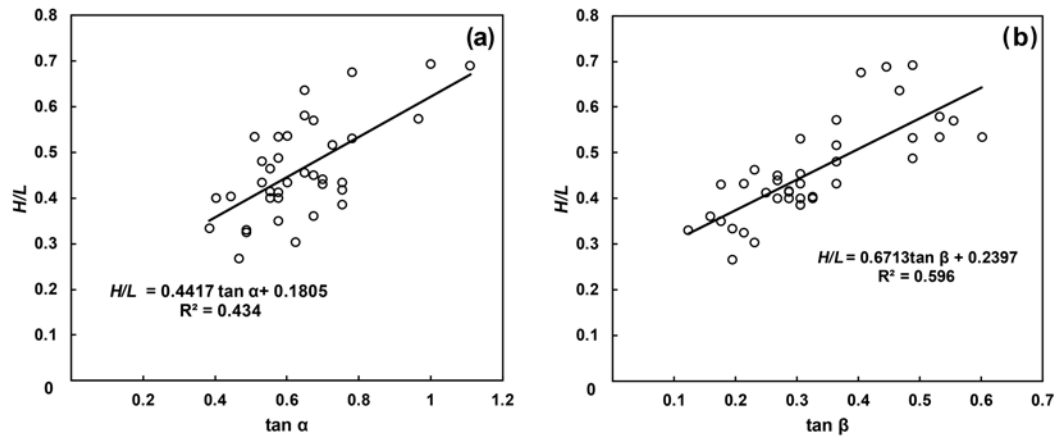 (a)
0.8
0.7
0.6
0.5
0.4
0.3
0.2
0.1
0
H/L
H/L = 0.4417 tan α+ 0.1805
R² = 0.434
0.2 0.4 0.6 0.8 1 1.2
tan α
(b)
0.8
0.7
0.6
0.5
0.4
0.3
0.2
0.1
0
H/L
H/L = 0.6713tan β + 0.2397
R² = 0.596
0.1 0.2 0.3 0.4 0.5 0.6 0.7
tan β